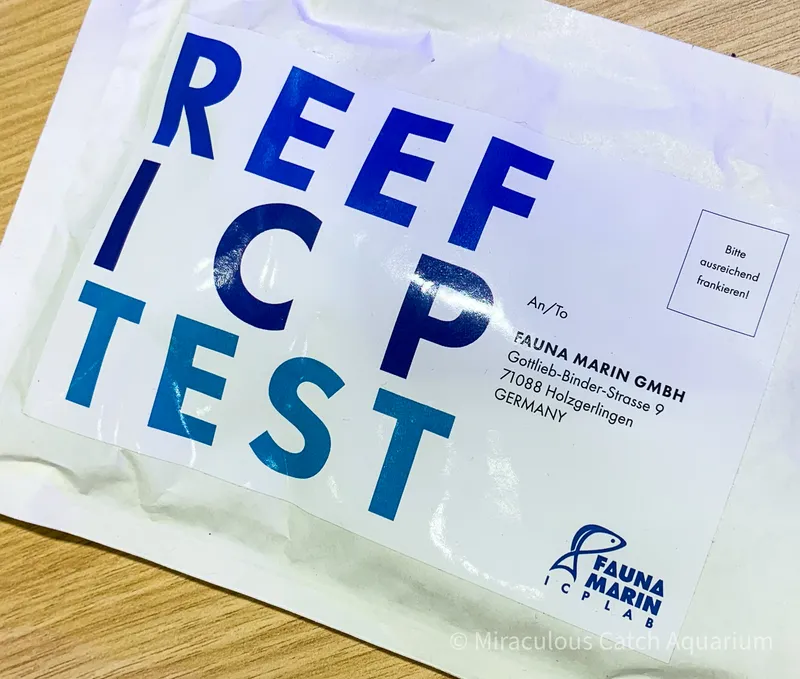 REEF
ICP
TEST
Bitte
ausreichend
frankieren!
An/To
FAUNA MARIN GMBH
Gottlieb-Binder-Strasse 9
71088 Holzgerlingen
GERMANY
FAUNA
MARIN
ICP LAB
© Miraculous Catch Aquarium